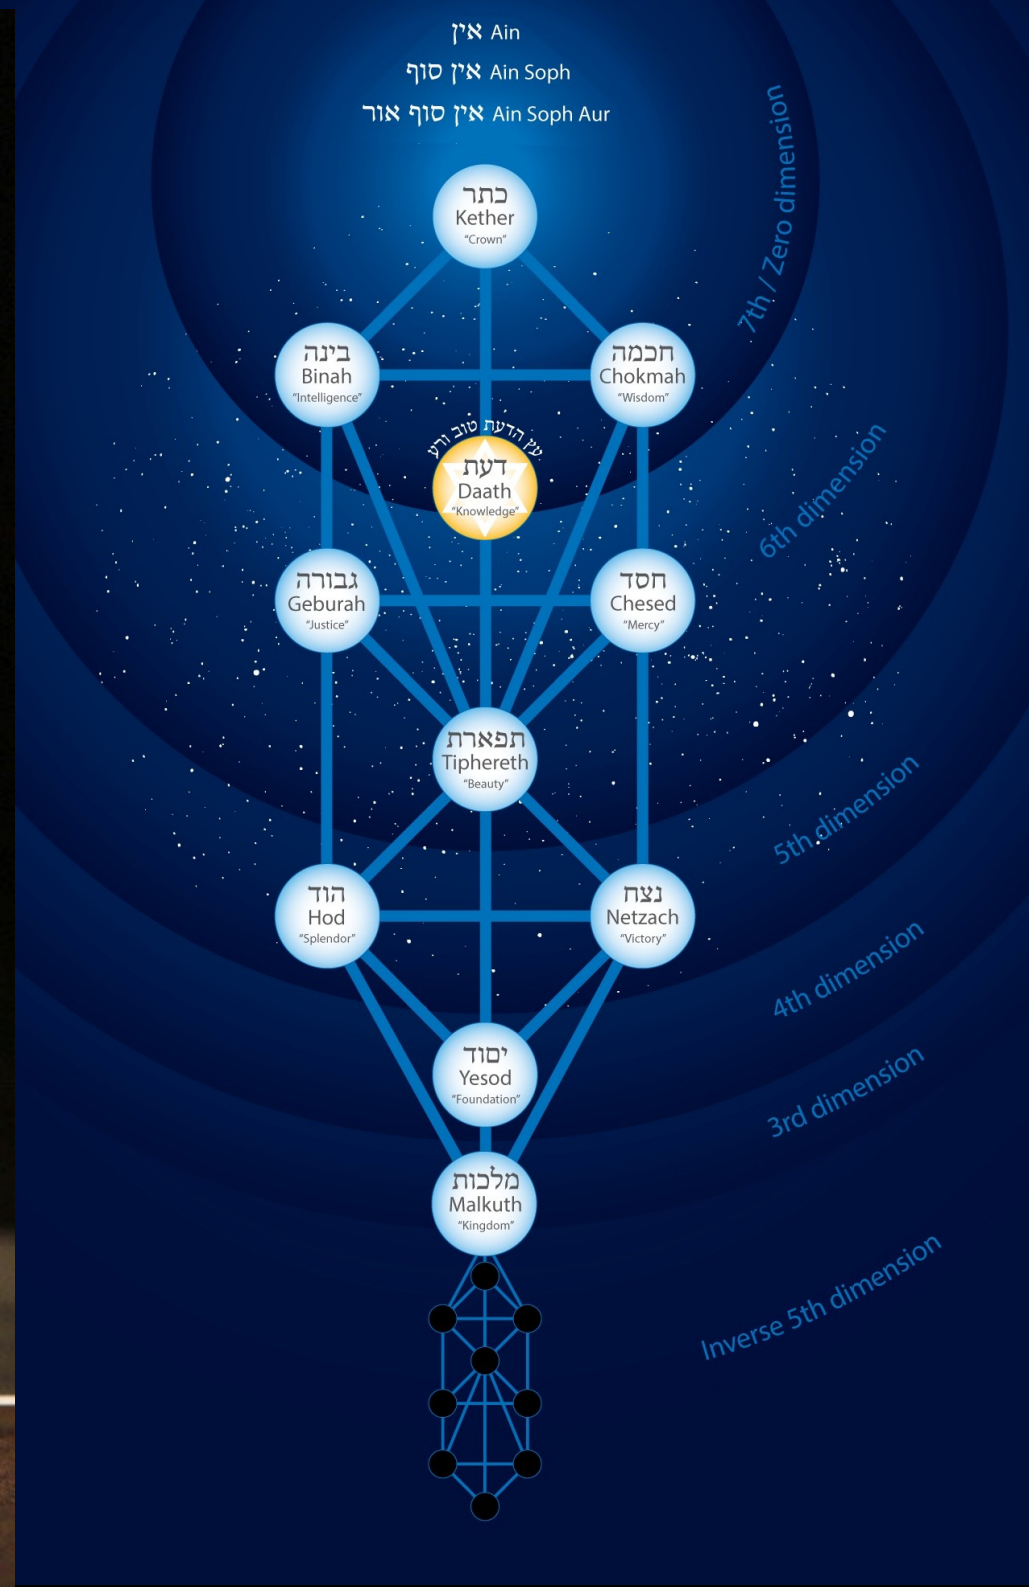 אין Ain
אין סוף Ain Soph
אין סוף אור Ain Soph Aur
7th / Zero dimension
כתר
Kether
"Crown"
בינה
Binah
"Intelligence"
חכמה
Chokmah
"Wisdom"
עץ הדעת טוב ורע
דעת
Daath
"Knowledge"
6th dimension
גבורה
Geburah
"Justice"
חסד
Chesed
"Mercy"
תפארת
Tiphereth
"Beauty"
5th dimension
הוד
Hod
"Splendor"
נצח
Netzach
"Victory"
4th dimension
יסוד
Yesod
"Foundation"
3rd dimension
מלכות
Malkuth
"Kingdom"
Inverse 5th dimension